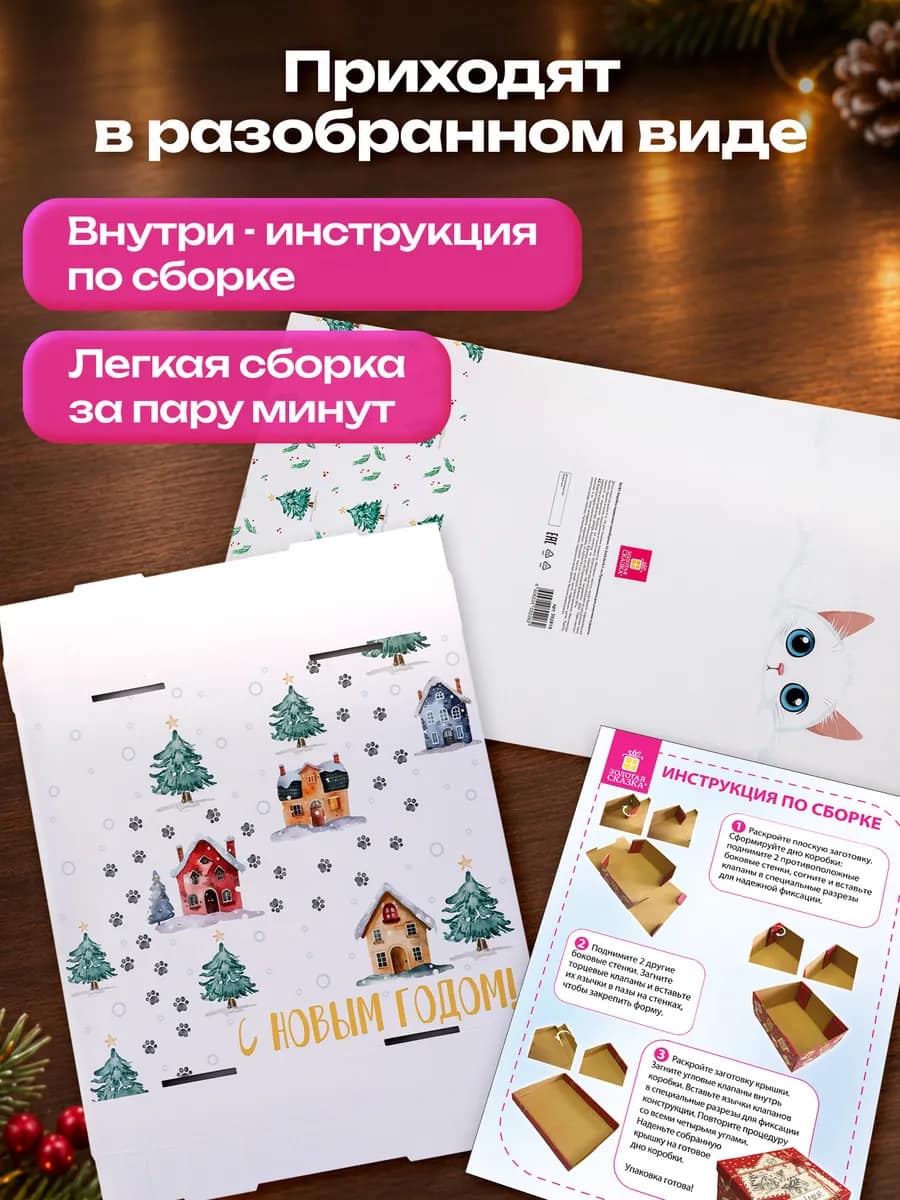 Приходят
в разобранном виде
Внутри - инструкция
по сборке
Легкая сборка
за пару минут
ЗОЛОТАЯ
СКАЗКА
С НОВЫМ ГОДОМ!
ЗОЛОТАЯ
СКАЗКА
ИНСТРУКЦИЯ ПО СБОРКЕ
1 Раскройте плоскую заготовку.
Сформируйте дно коробки:
поднимите 2 противоположные
боковые стенки, согните и вставьте
клапаны в специальные разрезы
для надежной фиксации.
2 Поднимите 2 другие
боковые стенки. Загните
торцевые клапаны и вставьте
их язычки в пазы на стенках,
чтобы закрепить форму.
3 Раскройте заготовку крышки.
Загните угловые клапаны внутрь
коробки. Вставьте язычки клапанов
в специальные разрезы для фиксации
конструкции. Повторите процедуру
со всеми четырьмя углами.
Наденьте собранную
крышку на готовое
дно коробки.
Упаковка готова!